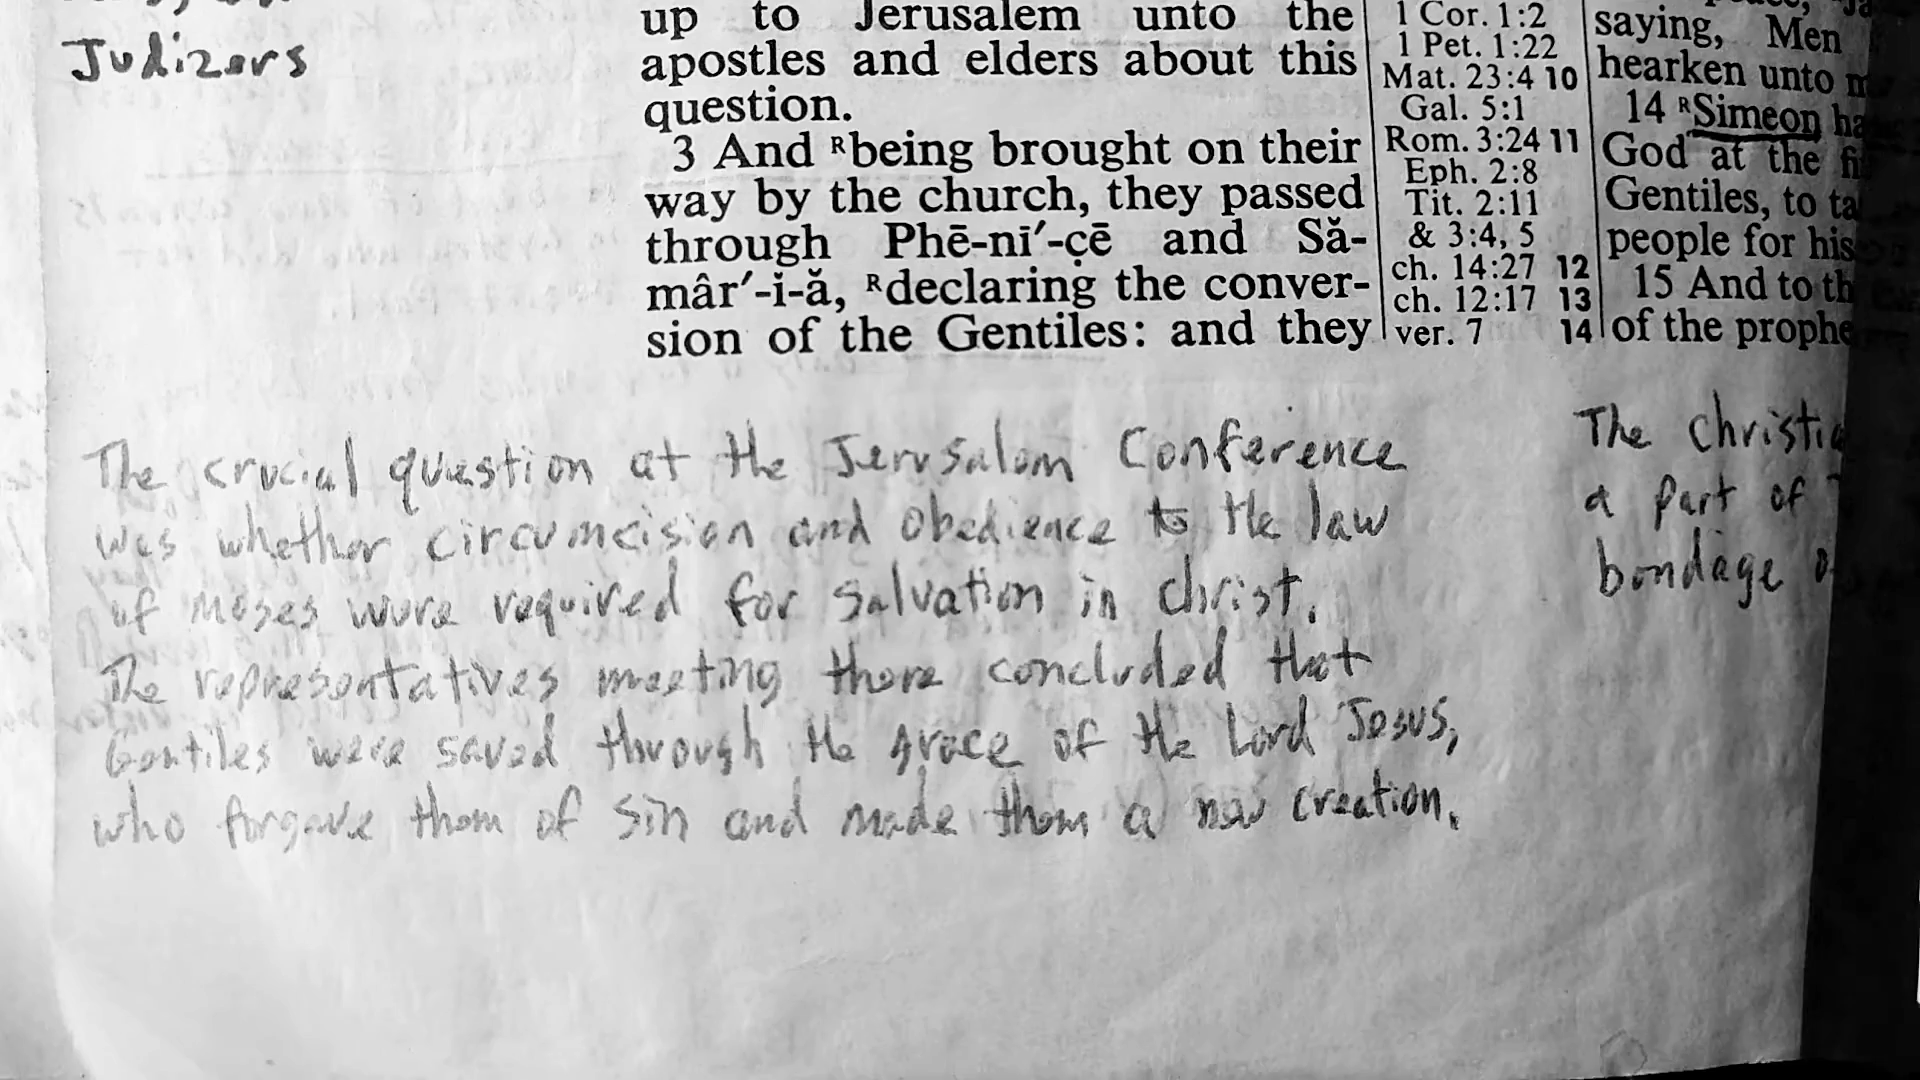 Judizers
up to Jerusalem unto the
apostles and elders about this
question.
3 And ᴿbeing brought on their
way by the church, they passed
through Phē-nī′-çē and Să-
mâr′-ĭ-ă, ᴿdeclaring the conver-
sion of the Gentiles: and they
1 Cor. 1:2
1 Pet. 1:22
Mat. 23:4 10
Gal. 5:1
Rom. 3:24 11
Eph. 2:8
Tit. 2:11
& 3:4, 5
ch. 14:27 12
ch. 12:17 13
ver. 7 14
saying, Men
hearken unto
14 ᴿSimeon
God at the
Gentiles, to
people for his
15 And to
of the
The crucial question at the Jerusalem Conference
was whether circumcision and obedience to the law
of moses were required for salvation in christ.
The representatives meeting there concluded that
Gentiles were saved through the grace of the Lord Jesus,
who forgave them of sin and made them a new creation.
The
a part of
bondage